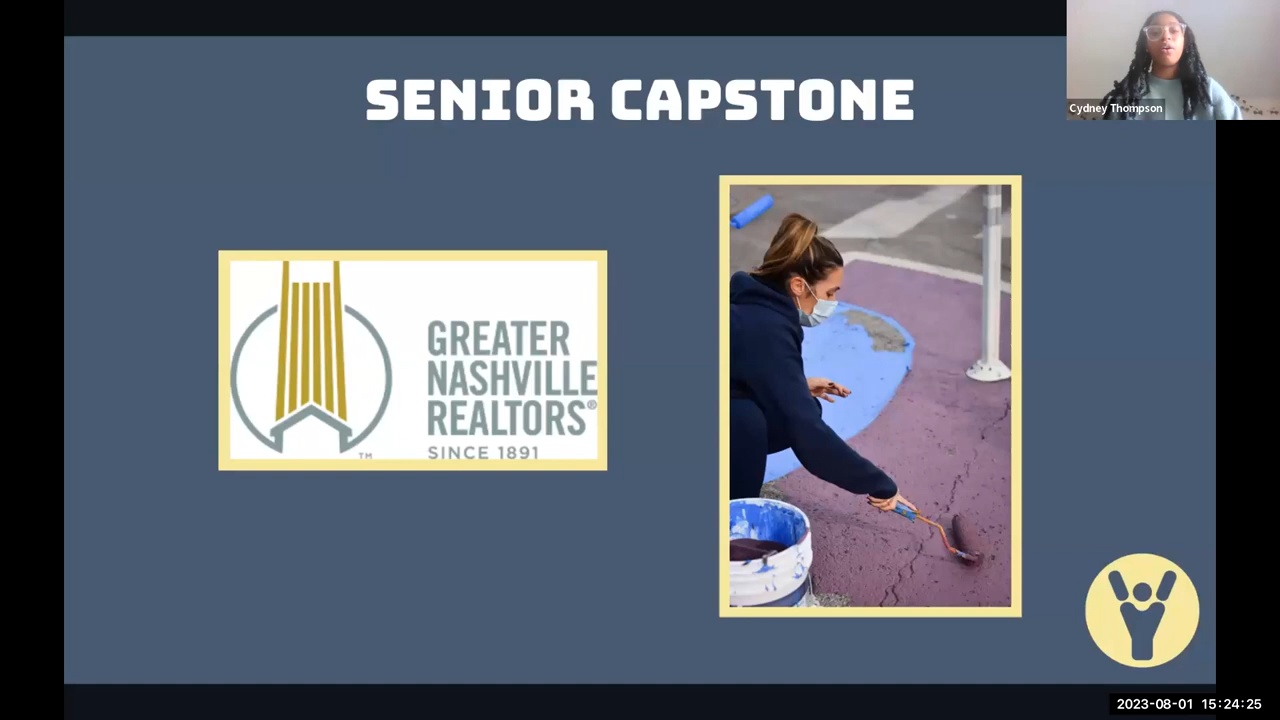 SENIOR CAPSTONE
Cydney Thompson
GREATER
NASHVILLE
REALTORS®
SINCE 1891
TM
2023-08-01 15:24:25